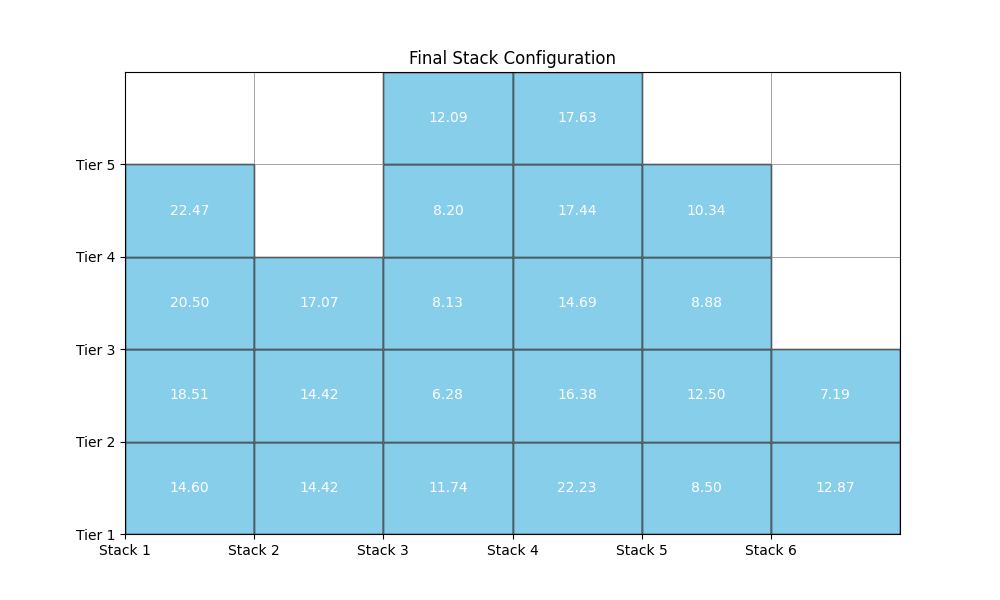 Final Stack Configuration
12.09 17.63
Tier 5
22.47 8.20 17.44 10.34
Tier 4
20.50 17.07 8.13 14.69 8.88
Tier 3
18.51 14.42 6.28 16.38 12.50 7.19
Tier 2
14.60 14.42 11.74 22.23 8.50 12.87
Tier 1
Stack 1 Stack 2 Stack 3 Stack 4 Stack 5 Stack 6